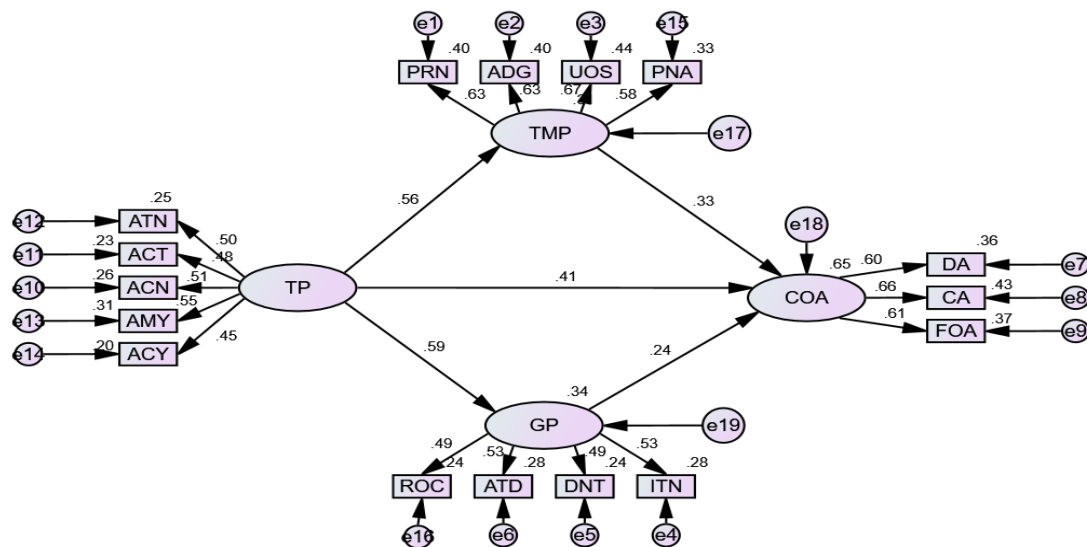 e1 e2 e3 e15
.40 .40 .44 .33
PRN ADG UOS PNA
.63 .63 .67 .58
TMP e17
.56 .33
.25
e12 ATN .50
e11 .23 ACT .48
e10 .26 ACN .51
e13 .31 AMY .55
e14 .20 ACY .45
TP .41
e18
.65 COA
.60 .36 DA e7
.66 CA .43 e8
.61 FOA .37 e9
.59 .24
.34
GP e19
.49 .53 .49 .53
.24 .28 .24 .28
ROC ATD DNT ITN
e16 e6 e5 e4